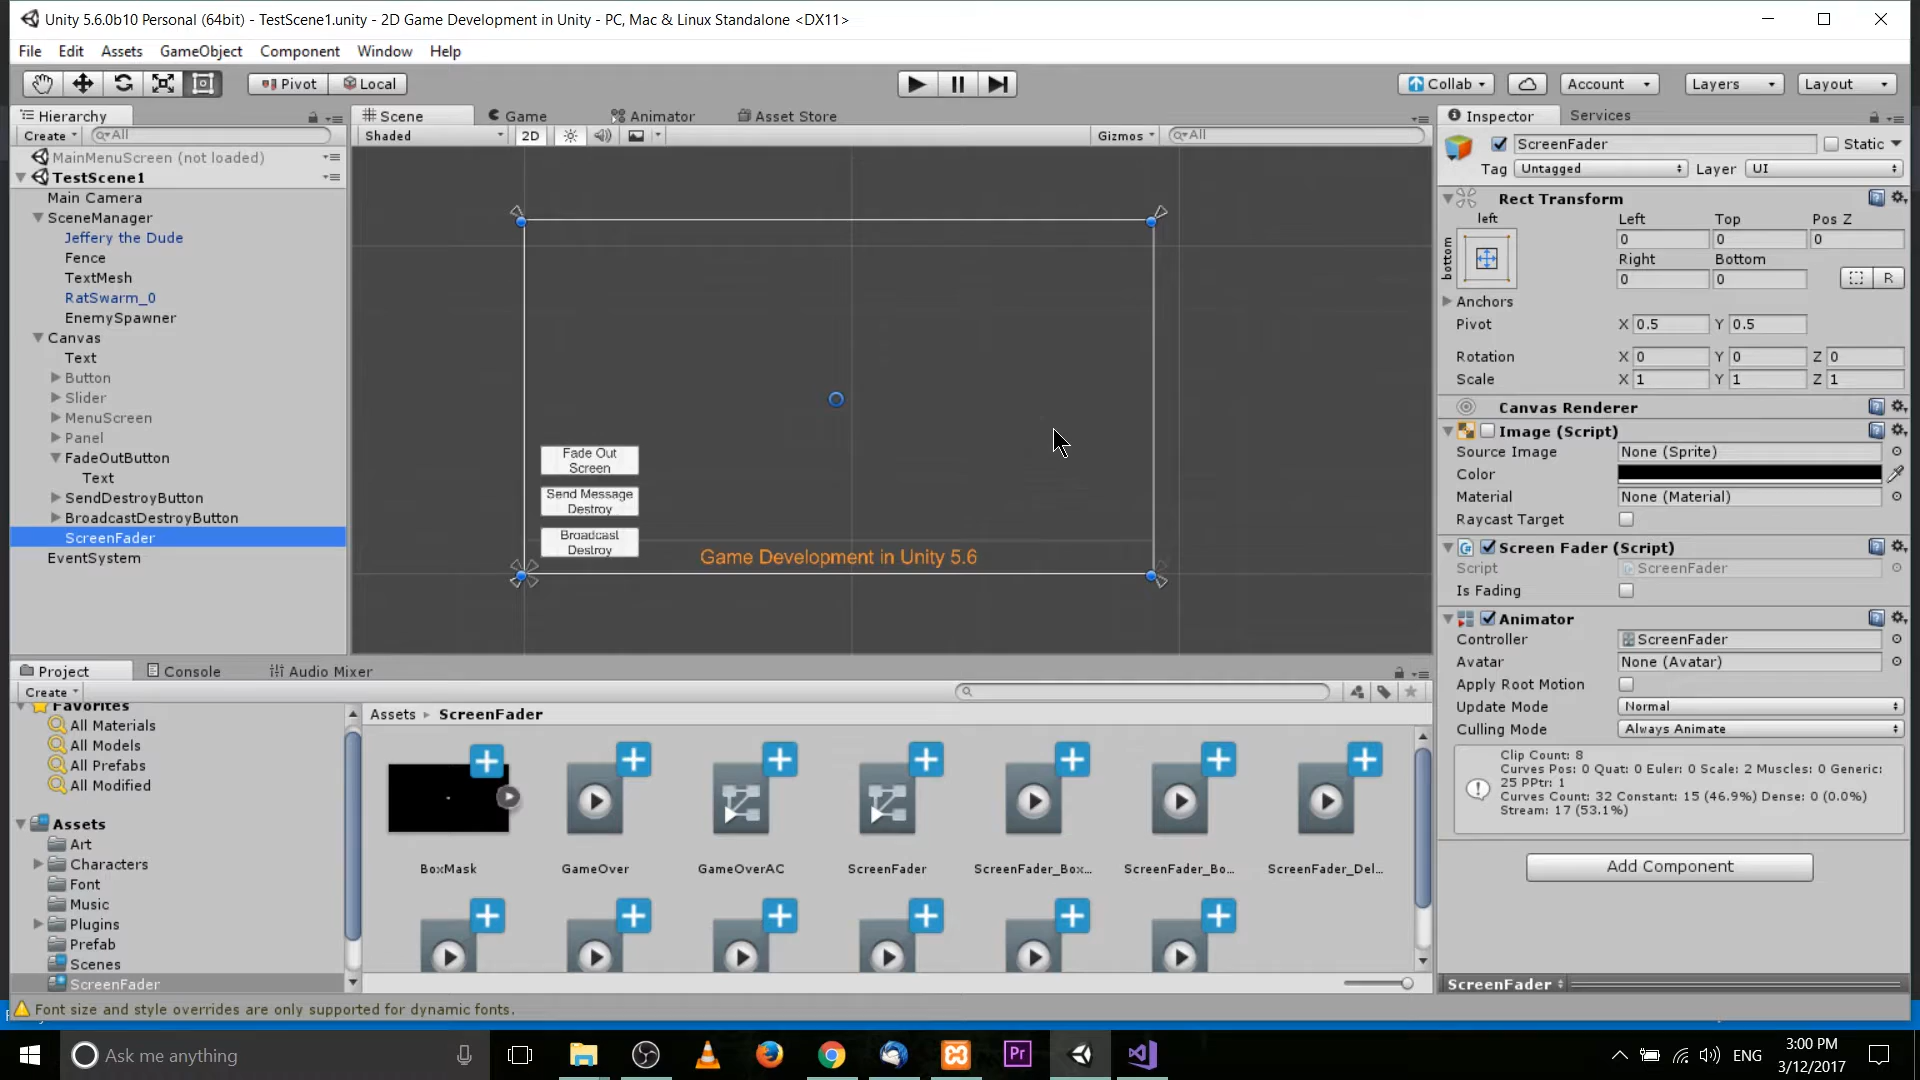 Unity 5.6.0b10 Personal (64bit) - TestScene1.unity - 2D Game Development in Unity - PC, Mac & Linux Standalone <DX11>
File Edit Assets GameObject Component Window Help
Pivot Local Collab Account Layers Layout
Hierarchy
Create All
MainMenuScreen (not loaded)
TestScene1
Main Camera
SceneManager
Jeffery the Dude
Fence
TextMesh
RatSwarm_0
EnemySpawner
Canvas
Text
Button
Slider
MenuScreen
Panel
FadeOutButton
Text
SendDestroyButton
BroadcastDestroyButton
ScreenFader
EventSystem
Scene Game Animator Asset Store
Shaded 2D Gizmos All
Fade Out
Screen
Send Message
Destroy
Broadcast
Destroy
Game Development in Unity 5.6
Inspector Services
ScreenFader Static
Tag Untagged Layer UI
Rect Transform
left Left Top Pos Z
bottom 0 0 0
Right Bottom
0 0 R
Anchors
Pivot X 0.5 Y 0.5
Rotation X 0 Y 0 Z 0
Scale X 1 Y 1 Z 1
Canvas Renderer
Image (Script)
Source Image None (Sprite)
Color
Material None (Material)
Raycast Target
Screen Fader (Script)
Script ScreenFader
Is Fading
Animator
Controller ScreenFader
Avatar None (Avatar)
Apply Root Motion
Update Mode Normal
Culling Mode Always Animate
Clip Count: 8
Curves Pos: 0 Quat: 0 Euler: 0 Scale: 2 Muscles: 0 Generic:
25 PPtr: 1
Curves Count: 32 Constant: 15 (46.9%) Dense: 0 (0.0%)
Stream: 17 (53.1%)
Add Component
ScreenFader
Project Console Audio Mixer
Create
Favorites
All Materials
All Models
All Prefabs
All Modified
Assets
Art
Characters
Font
Music
Plugins
Prefab
Scenes
ScreenFader
Assets ScreenFader
BoxMask GameOver GameOverAC ScreenFader ScreenFader_Box... ScreenFader_Bo... ScreenFader_Del...
Font size and style overrides are only supported for dynamic fonts.
Ask me anything
Pr
ENG
3:00 PM
3/12/2017